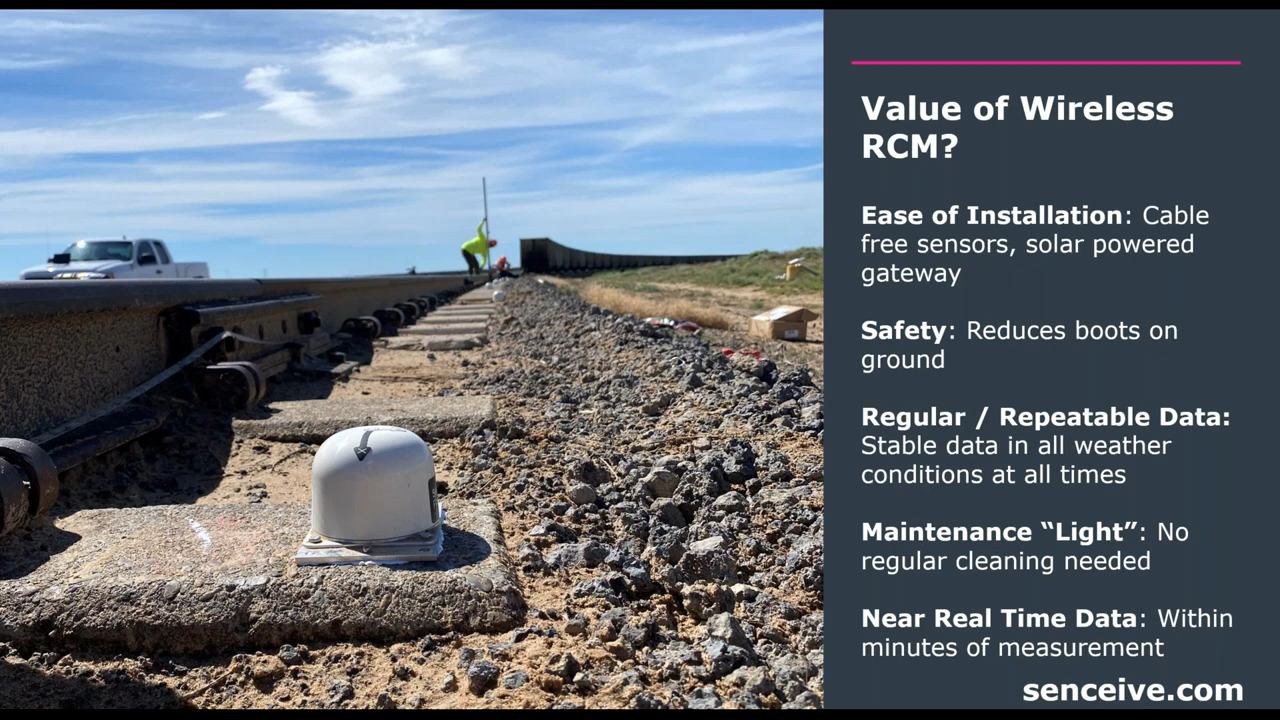 Value of Wireless
RCM?
Ease of Installation: Cable
free sensors, solar powered
gateway
Safety: Reduces boots on
ground
Regular / Repeatable Data:
Stable data in all weather
conditions at all times
Maintenance “Light”: No
regular cleaning needed
Near Real Time Data: Within
minutes of measurement
senceive.com